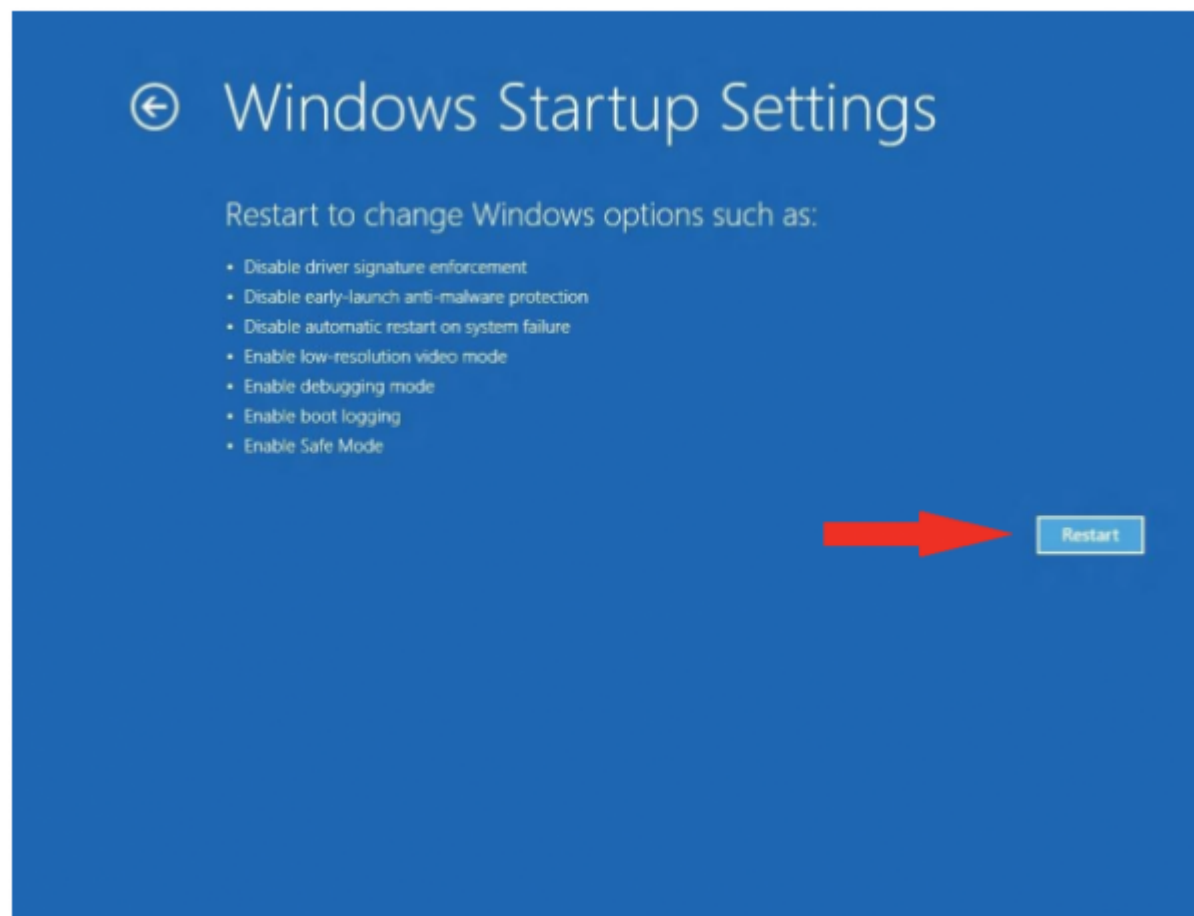 Windows Startup Settings
Restart to change Windows options such as:
• Disable driver signature enforcement
• Disable early-launch anti-malware protection
• Disable automatic restart on system failure
• Enable low-resolution video mode
• Enable debugging mode
• Enable boot logging
• Enable Safe Mode
Restart